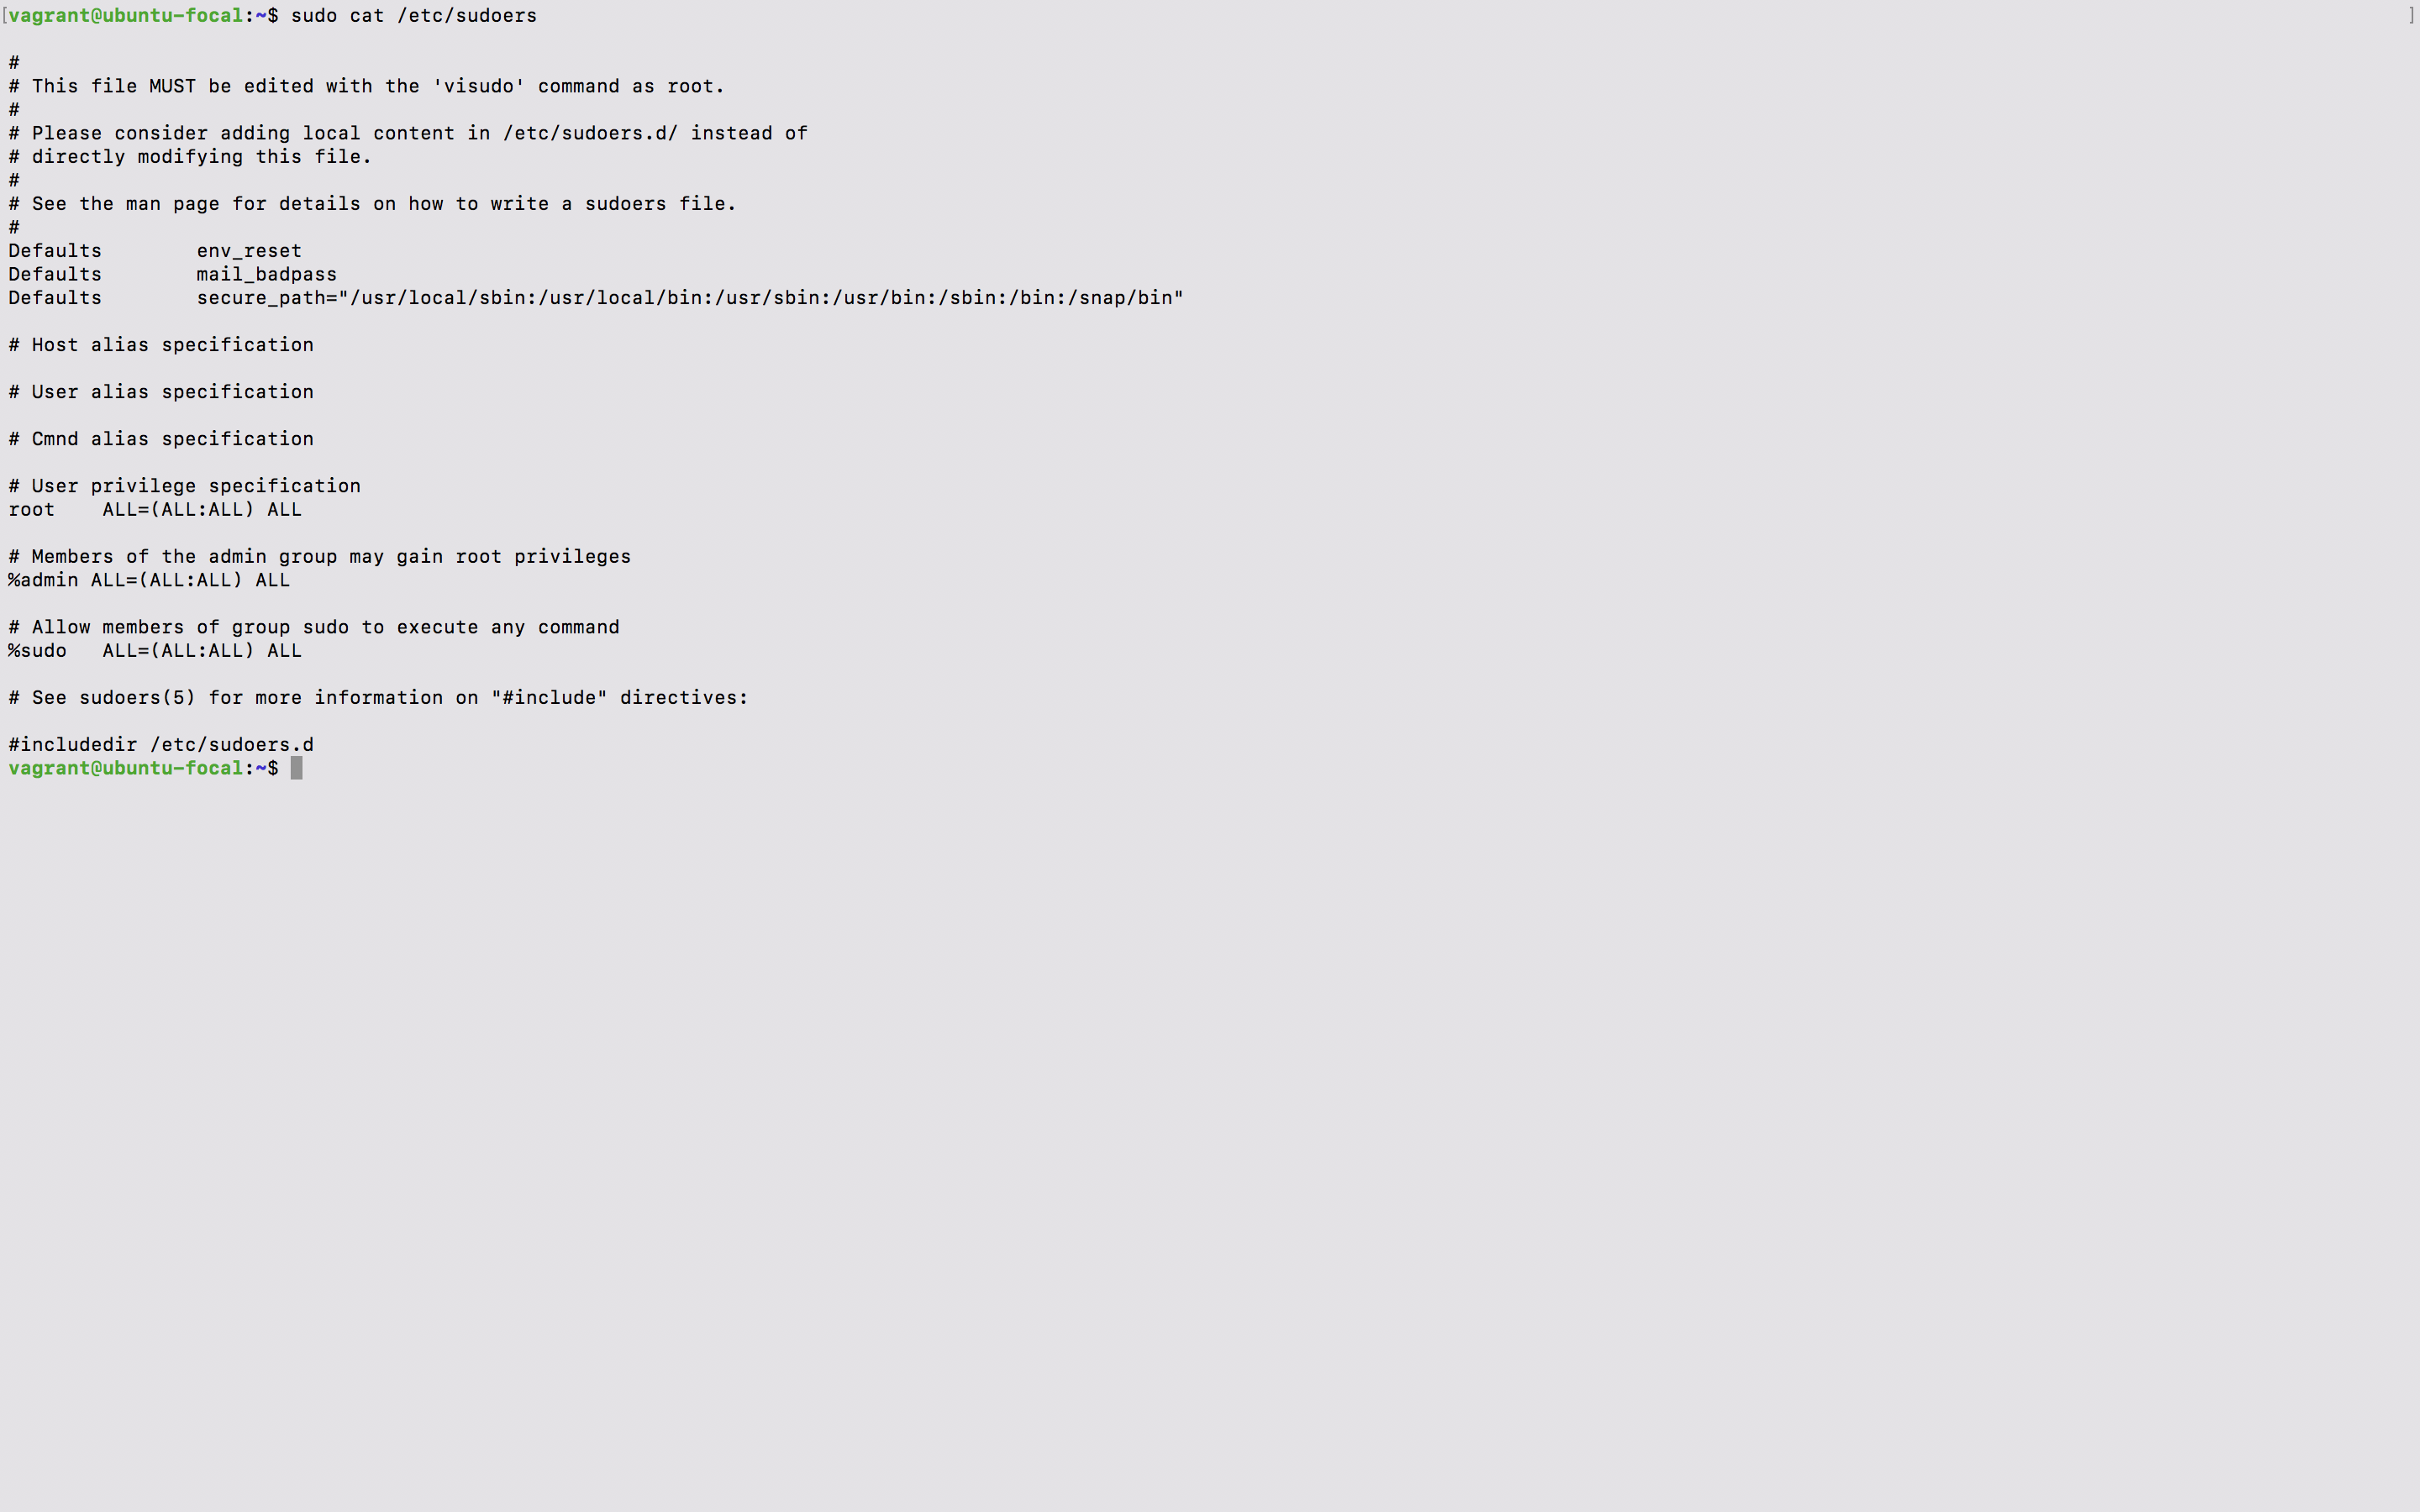 [vagrant@ubuntu-focal:~$ sudo cat /etc/sudoers ]
#
# This file MUST be edited with the 'visudo' command as root.
#
# Please consider adding local content in /etc/sudoers.d/ instead of
# directly modifying this file.
#
# See the man page for details on how to write a sudoers file.
#
Defaults        env_reset
Defaults        mail_badpass
Defaults        secure_path="/usr/local/sbin:/usr/local/bin:/usr/sbin:/usr/bin:/sbin:/bin:/snap/bin"
# Host alias specification
# User alias specification
# Cmnd alias specification
# User privilege specification
root    ALL=(ALL:ALL) ALL
# Members of the admin group may gain root privileges
%admin ALL=(ALL:ALL) ALL
# Allow members of group sudo to execute any command
%sudo   ALL=(ALL:ALL) ALL
# See sudoers(5) for more information on "#include" directives:
#includedir /etc/sudoers.d
vagrant@ubuntu-focal:~$